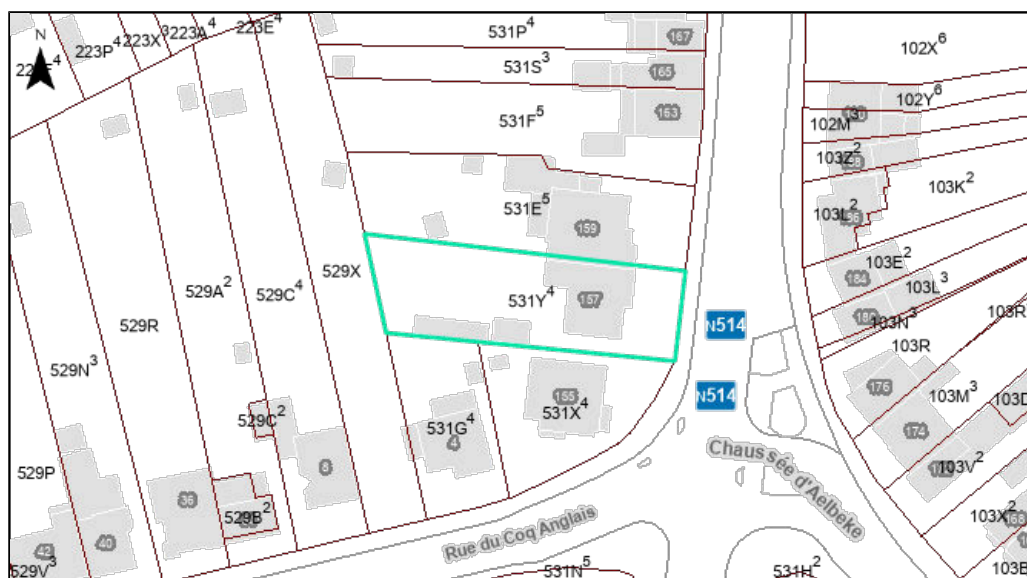 N
223P⁴
223X³
223A⁴
223E⁴
531P⁴
167
531S³
165
531F⁵
163
102X⁶
102Y⁶
190
102M
103Z²
103K²
103L²
531E⁵
159
529X
531Y⁴
157
103E²
184
103L³
103N³
103R
103R
529A²
529C⁴
529R
529N³
N514
N514
176
103M³
174
103D
103V²
155
531X⁴
531G⁴
4
529C²
8
529P
36
529B²
42
40
529V³
Chaussée d'Aelbeke
Rue du Coq Anglais
531N⁵
531H²
103X²
168